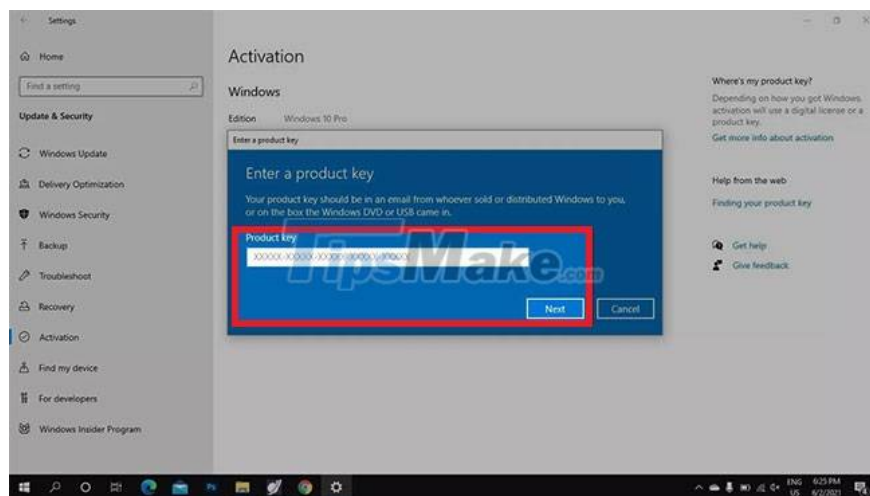 Settings
Home
Find a setting
Update & Security
Windows Update
Delivery Optimization
Windows Security
Backup
Troubleshoot
Recovery
Activation
Find my device
For developers
Windows Insider Program
Activation
Windows
Edition Windows 10 Pro
Enter a product key
Enter a product key
Your product key should be in an email from whoever sold or distributed Windows to you,
or on the box the Windows DVD or USB came in.
Product key
XXXXX-XXXXX-XXXXX-XXXXX-XXXXX
TipsMake.com
Next Cancel
Where's my product key?
Depending on how you got Windows,
activation will use a digital license or a
product key.
Get more info about activation
Help from the web
Finding your product key
Get help
Give feedback
Ps
ENG 6:25 PM
US 6/2/2021